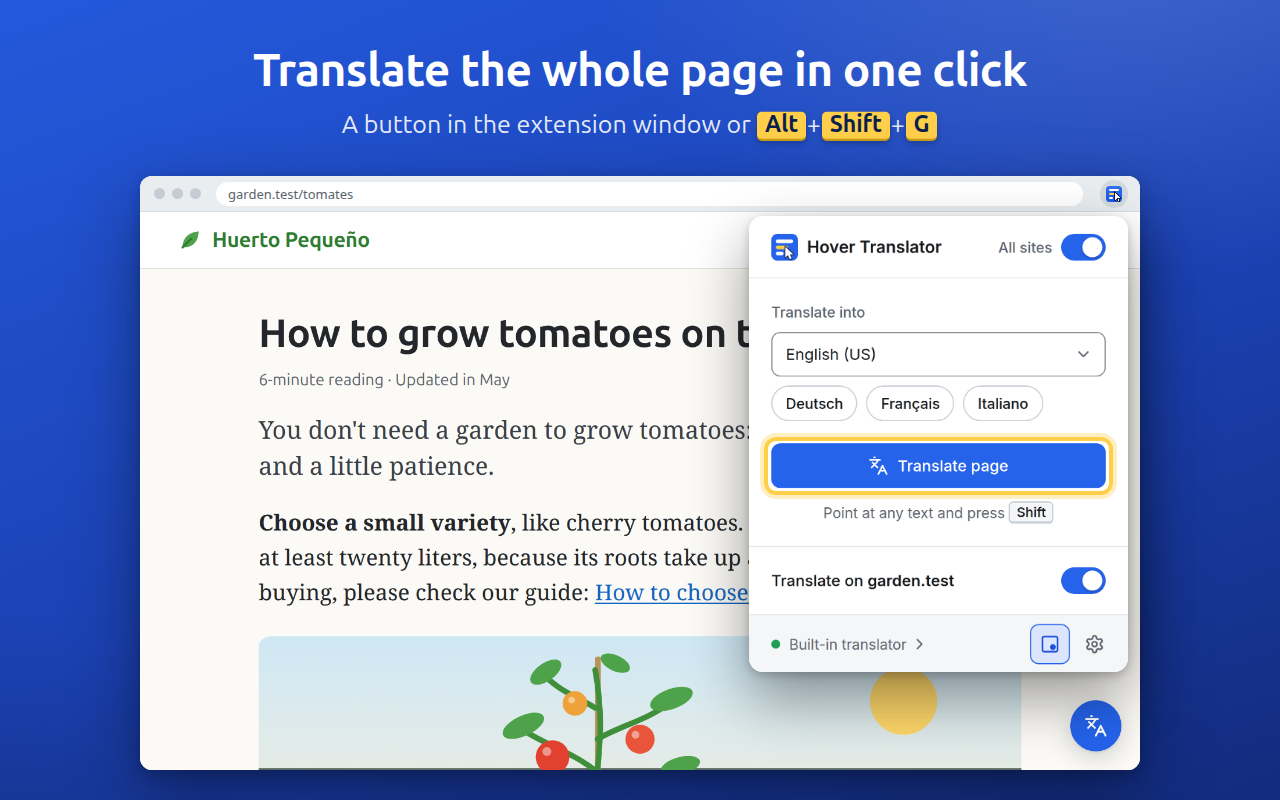 Translate the whole page in one click
A button in the extension window or Alt+Shift+G
garden.test/tomates
Huerto Pequeño
How to grow tomatoes on
6-minute reading · Updated in May
You don't need a garden to grow tomatoes:
and a little patience.
Choose a small variety, like cherry tomatoes.
at least twenty liters, because its roots take up
buying, please check our guide: How to choose
Hover Translator
All sites
Translate into
English (US)
Deutsch
Français
Italiano
Translate page
Point at any text and press Shift
Translate on garden.test
Built-in translator